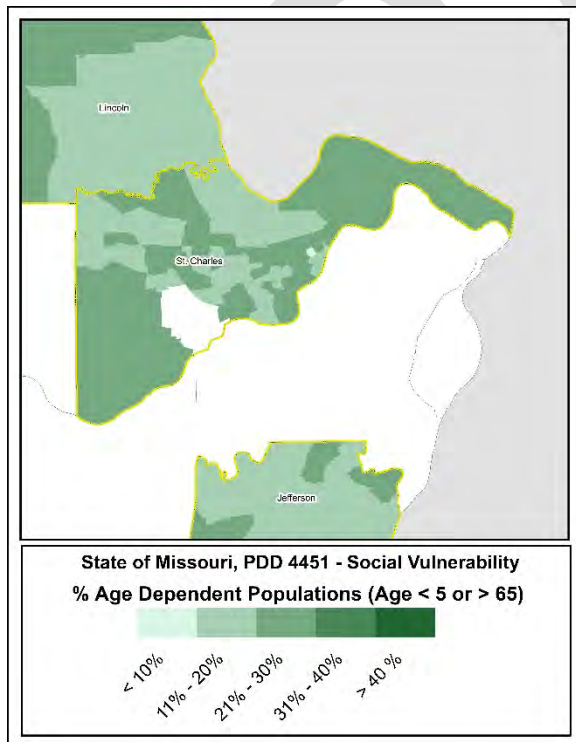 Lincoln
St. Charles
Jefferson
State of Missouri, PDD 4451 - Social Vulnerability
% Age Dependent Populations (Age < 5 or > 65)
< 10%
11% - 20%
21% - 30%
31% - 40%
> 40 %